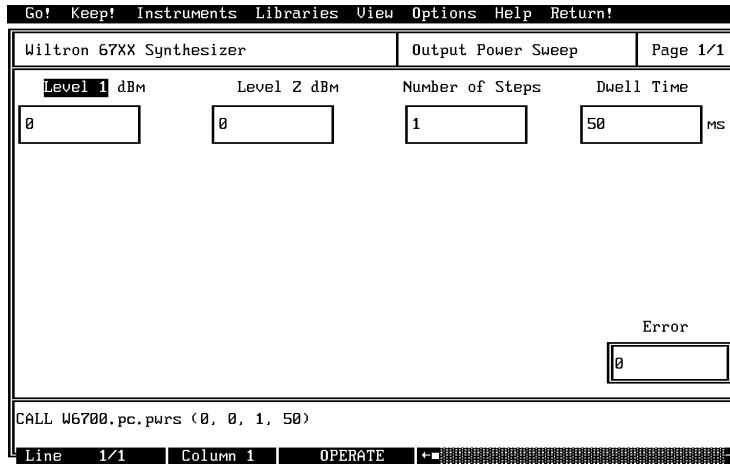 Go! Keep! Instruments Libraries View Options Help Return!
Wiltron 67XX Synthesizer Output Power Sweep Page 1/1
Level 1 dBm Level 2 dBm Number of Steps Dwell Time
0 0 1 50 ms
Error
0
CALL W6700.pc.pwrs (0, 0, 1, 50)
Line 1/1 Column 1 OPERATE